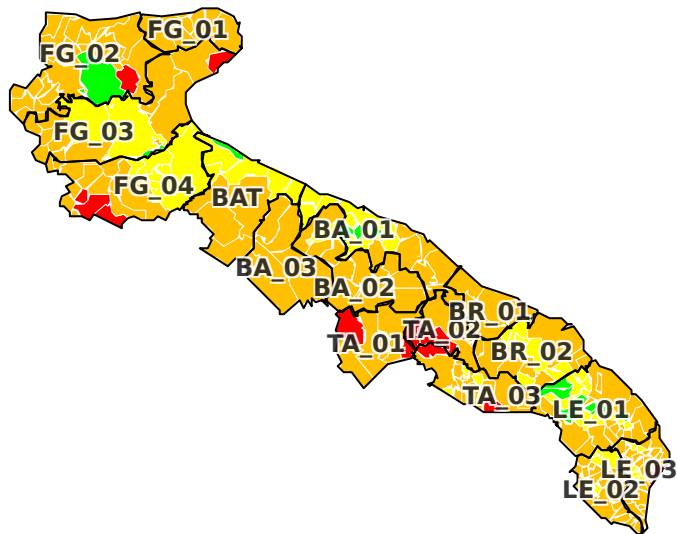 FG_01
FG_02
FG_03
FG_04
BAT
BA_01
BA_03
BA_02
BR_01
TA_02
TA_01
BR_02
TA_03
LE_01
LE_03
LE_02